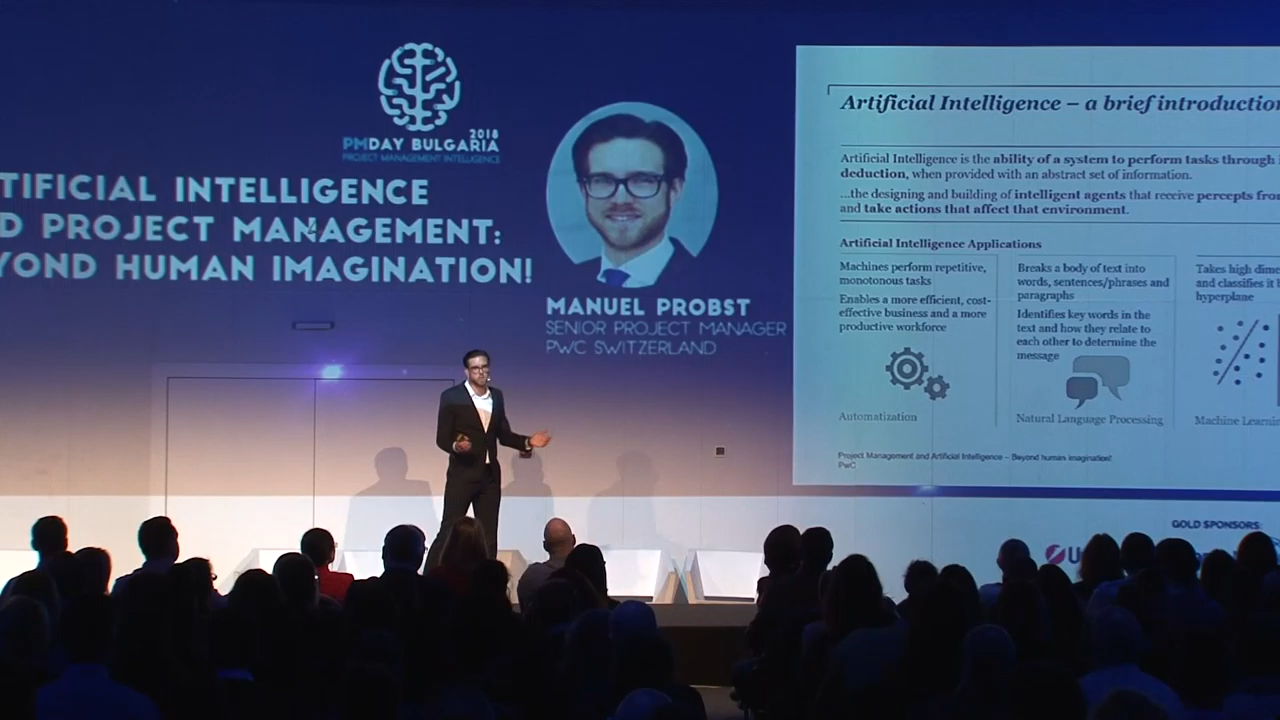 2018
PMDAY BULGARIA
PROJECT MANAGEMENT INTELLIGENCE
TIFICIAL INTELLIGENCE
D PROJECT MANAGEMENT:
YOND HUMAN IMAGINATION!
MANUEL PROBST
SENIOR PROJECT MANAGER
PWC SWITZERLAND
Artificial Intelligence – a brief introduction
Artificial Intelligence is the ability of a system to perform tasks through
deduction, when provided with an abstract set of information.
...the designing and building of intelligent agents that receive percepts from
and take actions that affect that environment.
Artificial Intelligence Applications
Machines perform repetitive,
monotonous tasks
Enables a more efficient, cost-
effective business and a more
productive workforce
Automatization
Breaks a body of text into
words, sentences/phrases and
paragraphs
Identifies key words in the
text and how they relate to
each other to determine the
message
Natural Language Processing
Takes high dime
and classifies it b
hyperplane
Machine Learnin
Project Management and Artificial Intelligence – Beyond human imagination!
PwC
GOLD SPONSORS: